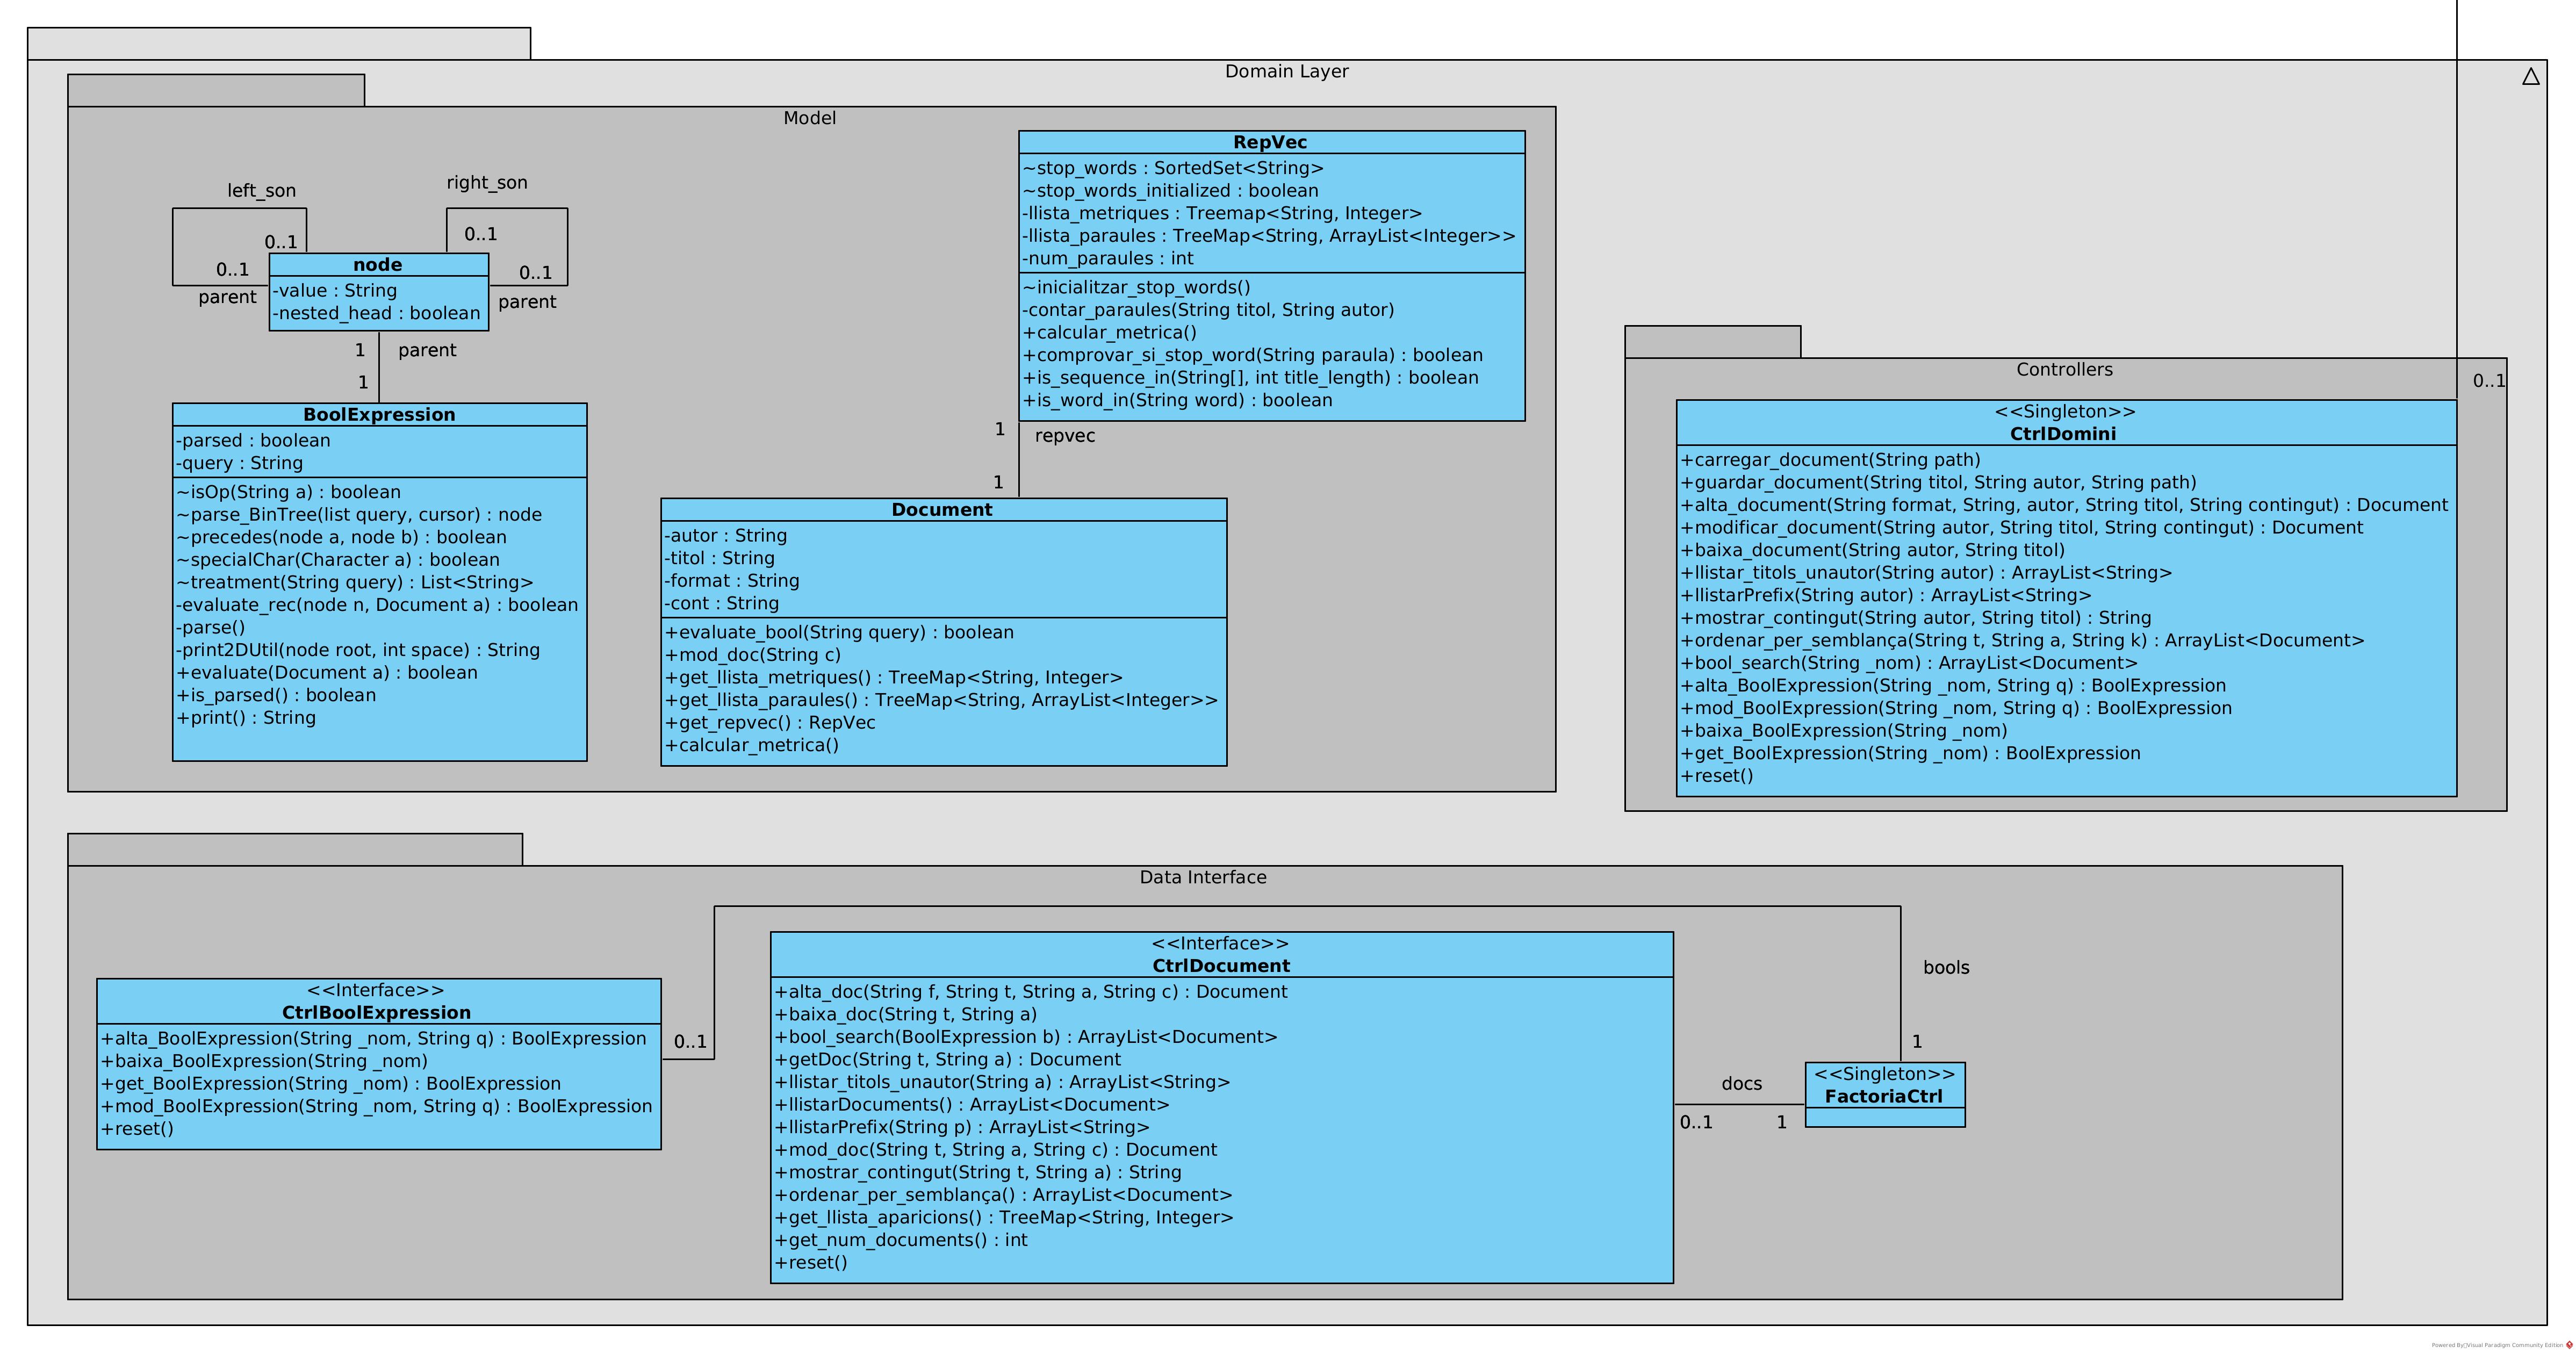 Domain Layer
Model
left_son
right_son
0..1
0..1
0..1
0..1
parent
parent
node
-value : String
-nested_head : boolean
1
parent
1
BoolExpression
-parsed : boolean
-query : String
~isOp(String a) : boolean
~parse_BinTree(list query, cursor) : node
~precedes(node a, node b) : boolean
~specialChar(Character a) : boolean
~treatment(String query) : List<String>
-evaluate_rec(node n, Document a) : boolean
-parse()
-print2DUtil(node root, int space) : String
+evaluate(Document a) : boolean
+is_parsed() : boolean
+print() : String
RepVec
~stop_words : SortedSet<String>
~stop_words_initialized : boolean
-llista_metriques : Treemap<String, Integer>
-llista_paraules : TreeMap<String, ArrayList<Integer>>
-num_paraules : int
~inicialitzar_stop_words()
-contar_paraules(String titol, String autor)
+calcular_metrica()
+comprovar_si_stop_word(String paraula) : boolean
+is_sequence_in(String[], int title_length) : boolean
+is_word_in(String word) : boolean
1
repvec
1
Document
-autor : String
-titol : String
-format : String
-cont : String
+evaluate_bool(String query) : boolean
+mod_doc(String c)
+get_llista_metriques() : TreeMap<String, Integer>
+get_llista_paraules() : TreeMap<String, ArrayList<Integer>>
+get_repvec() : RepVec
+calcular_metrica()
Controllers
0..1
<<Singleton>>
CtrlDomini
+carregar_document(String path)
+guardar_document(String titol, String autor, String path)
+alta_document(String format, String, autor, String titol, String contingut) : Document
+modificar_document(String autor, String titol, String contingut) : Document
+baixa_document(String autor, String titol)
+llistar_titols_unautor(String autor) : ArrayList<String>
+llistarPrefix(String autor) : ArrayList<String>
+mostrar_contingut(String autor, String titol) : String
+ordenar_per_semblança(String t, String a, String k) : ArrayList<Document>
+bool_search(String _nom) : ArrayList<Document>
+alta_BoolExpression(String _nom, String q) : BoolExpression
+mod_BoolExpression(String _nom, String q) : BoolExpression
+baixa_BoolExpression(String _nom)
+get_BoolExpression(String _nom) : BoolExpression
+reset()
Data Interface
<<Interface>>
CtrlBoolExpression
+alta_BoolExpression(String _nom, String q) : BoolExpression
+baixa_BoolExpression(String _nom)
+get_BoolExpression(String _nom) : BoolExpression
+mod_BoolExpression(String _nom, String q) : BoolExpression
+reset()
0..1
<<Interface>>
CtrlDocument
+alta_doc(String f, String t, String a, String c) : Document
+baixa_doc(String t, String a)
+bool_search(BoolExpression b) : ArrayList<Document>
+getDoc(String t, String a) : Document
+llistar_titols_unautor(String a) : ArrayList<String>
+llistarDocuments() : ArrayList<Document>
+llistarPrefix(String p) : ArrayList<String>
+mod_doc(String t, String a, String c) : Document
+mostrar_contingut(String t, String a) : String
+ordenar_per_semblança() : ArrayList<Document>
+get_llista_aparicions() : TreeMap<String, Integer>
+get_num_documents() : int
+reset()
bools
1
docs
0..1
1
<<Singleton>>
FactoriaCtrl
Powered By Visual Paradigm Community Edition